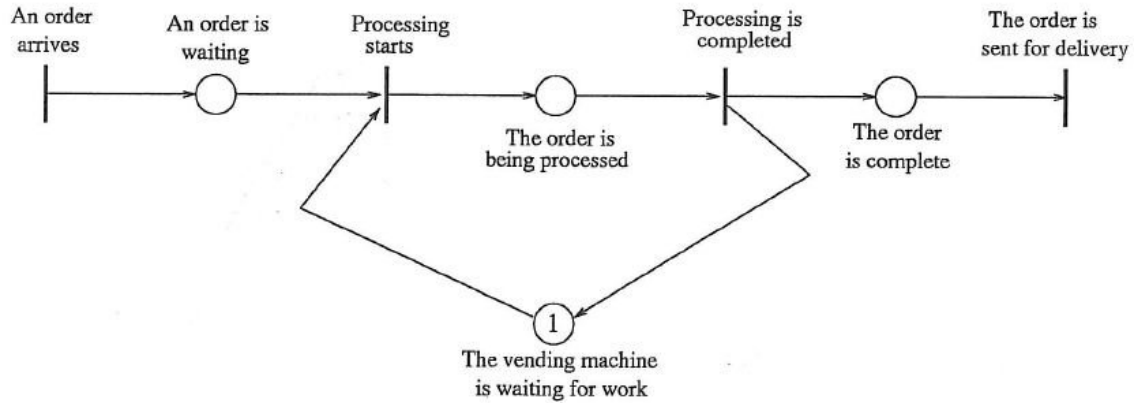 An order
arrives
An order is
waiting
Processing
starts
Processing is
completed
The order is
sent for delivery
The order is
being processed
The order
is complete
1
The vending machine
is waiting for work